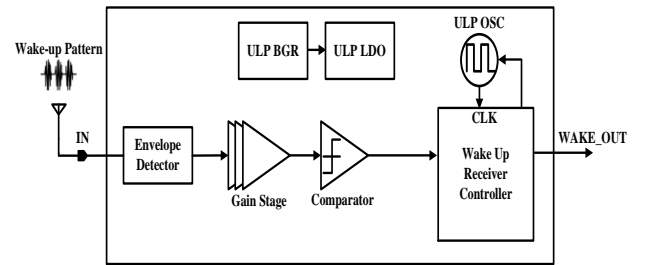 ULP OSC
Wake-up Pattern
ULP BGR
ULP LDO
CLK
IN
WAKE_OUT
Envelope
Detector
Wake Up
Receiver
Controller
Gain Stage
Comparator